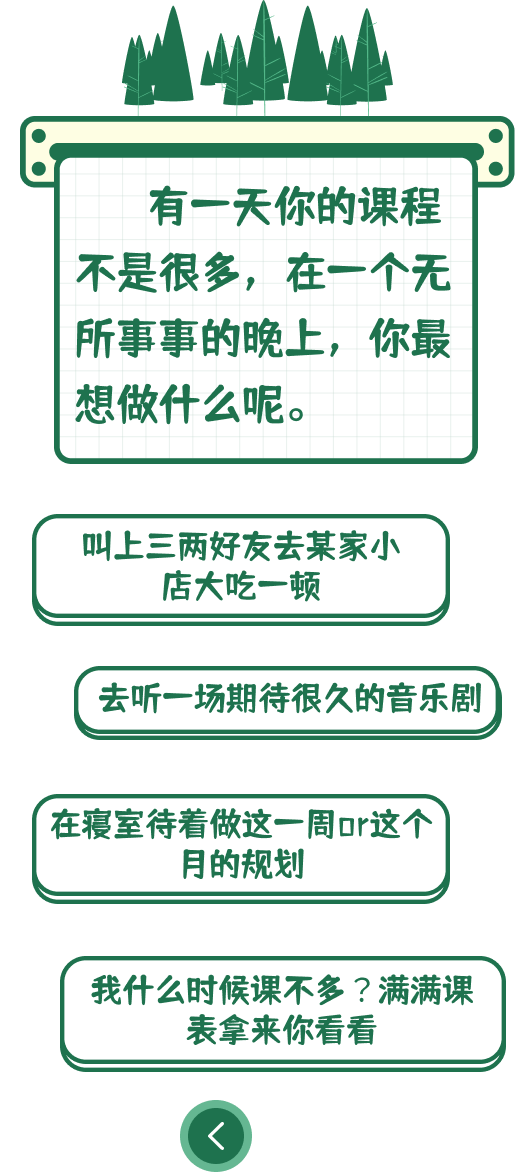 有一天你的课程
不是很多，在一个无
所事事的晚上，你最
想做什么呢。
叫上三两好友去某家小
店大吃一顿
去听一场期待很久的音乐剧
在寝室待着做这一周or这个
月的规划
我什么时候课不多？满满课
表拿来你看看